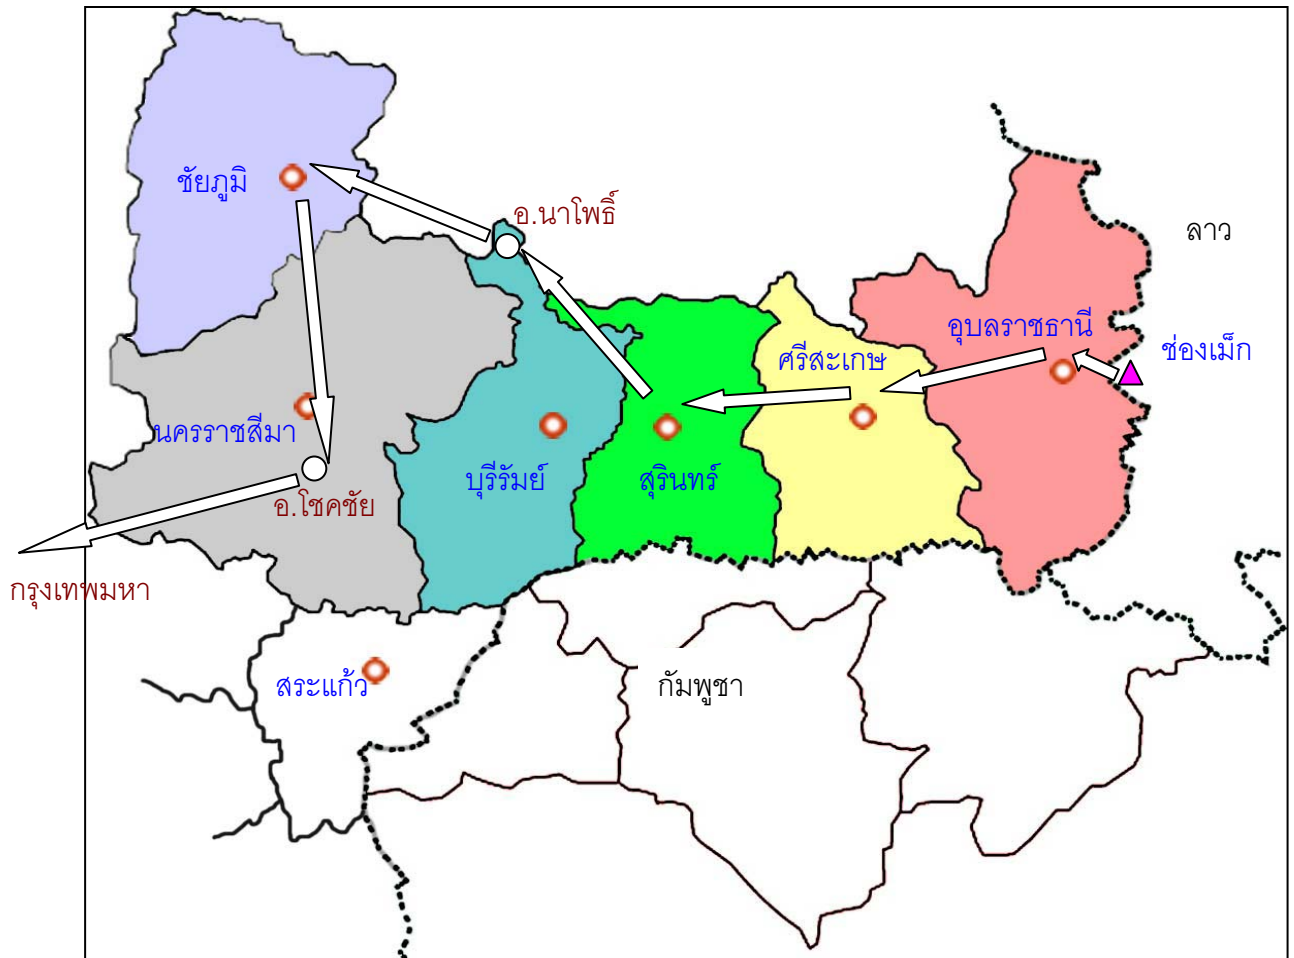 ชัยภูมิ
อ.นาโพธิ์
ลาว
อุบลราชธานี
ช่องเม็ก
ศรีสะเกษ
นครราชสีมา
บุรีรัมย์
สุรินทร์
อ.โชคชัย
กรุงเทพมหา
สระแก้ว
กัมพูชา